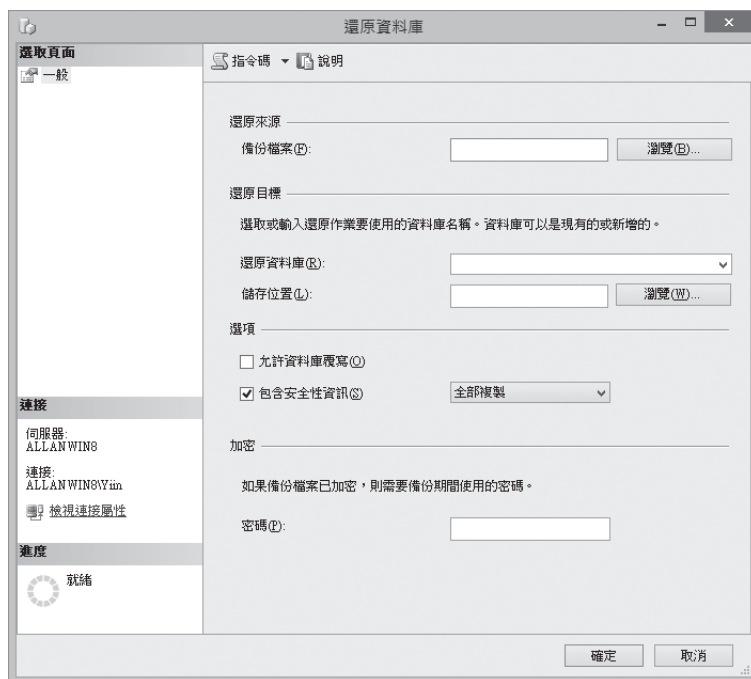 還原資料庫
選取頁面
一般
指令碼 說明
還原來源
備份檔案(F):
瀏覽(B)...
還原目標
選取或輸入還原作業要使用的資料庫名稱。資料庫可以是現有的或新增的。
還原資料庫(R):
儲存位置(L):
瀏覽(W)...
選項
允許資料庫覆寫(O)
包含安全性資訊(S)
全部複製
加密
如果備份檔案已加密，則需要備份期間使用的密碼。
密碼(P):
連接
伺服器:
ALLANWIN8
連接:
ALLANWIN8\Yiin
檢視連接屬性
進度
就緒
確定
取消